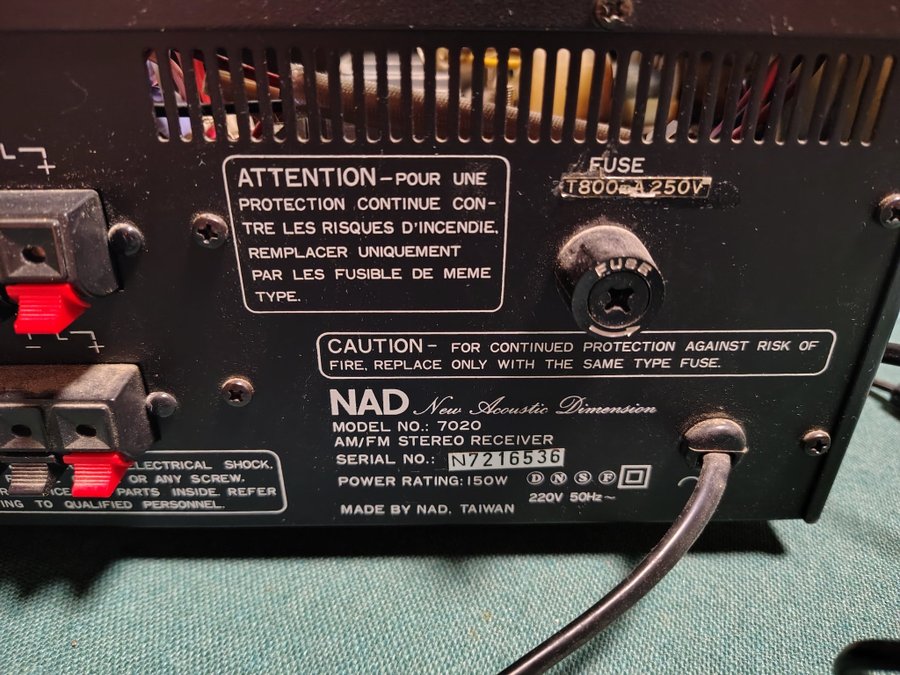 ATTENTION-POUR UNE
PROTECTION CONTINUE CON-
TRE LES RISQUES D'INCENDIE,
REMPLACER UNIQUEMENT
PAR LES FUSIBLE DE MEME
TYPE.
FUSE
T800mA250V
FUSE
CAUTION- FOR CONTINUED PROTECTION AGAINST RISK OF
FIRE, REPLACE ONLY WITH THE SAME TYPE FUSE.
NAD New Acoustic Dimension
MODEL NO.: 7020
AM/FM STEREO RECEIVER
SERIAL NO.: N7216536
POWER RATING: 150W D N S F
220V 50Hz~
MADE BY NAD, TAIWAN
L +
- +
ELECTRICAL SHOCK,
OR ANY SCREW.
PARTS INSIDE. REFER
TO QUALIFIED PERSONNEL.